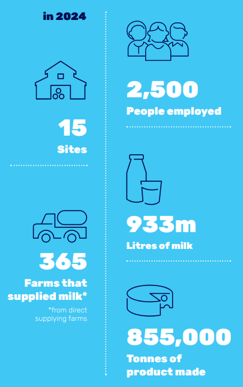 in 2024
15
Sites
365
Farms that
supplied milk*
*from direct
supplying farms
2,500
People employed
933m
Litres of milk
855,000
Tonnes of
product made